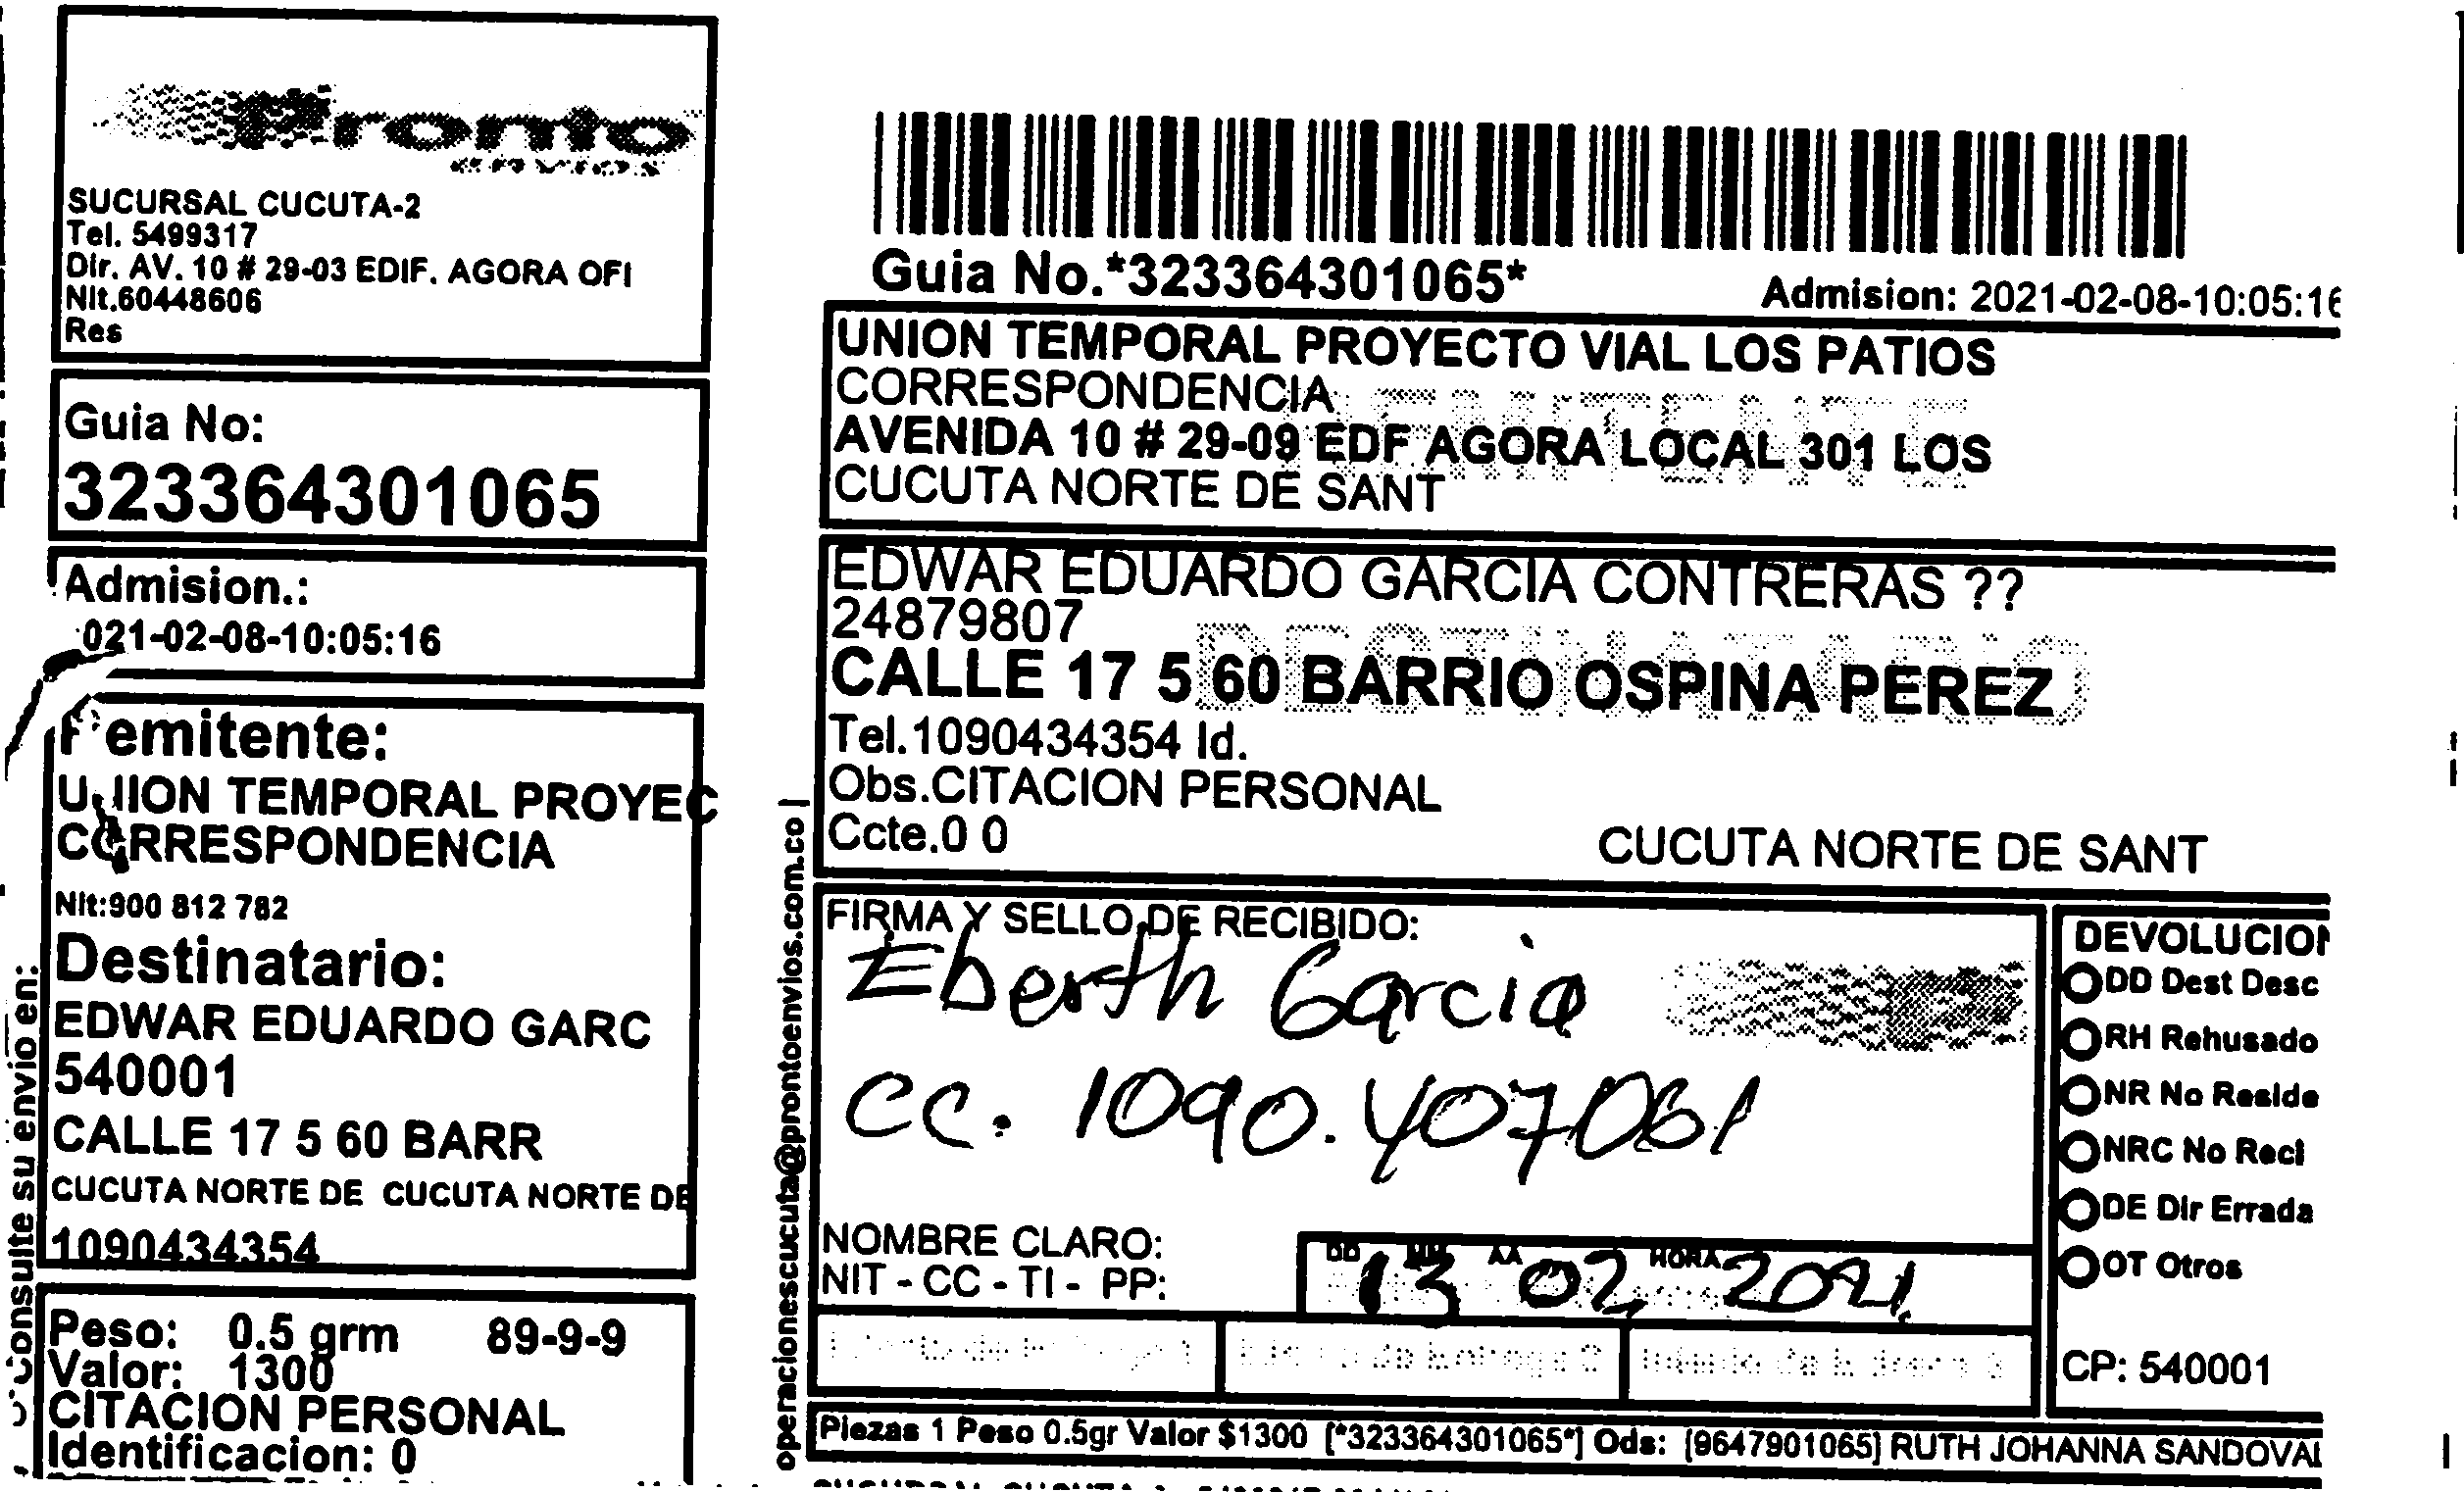 Pronto
SUCURSAL CUCUTA-2
Tel. 5499317
Dir. AV. 10 # 29-03 EDIF. AGORA OFI
Nit.60448606
Res
Guia No:
323364301065
Admision.:
021-02-08-10:05:16
Remitente:
UNION TEMPORAL PROYEC
CORRESPONDENCIA
Nit:900 812 782
Destinatario:
EDWAR EDUARDO GARC
540001
CALLE 17 5 60 BARR
CUCUTA NORTE DE CUCUTA NORTE DE
1090434354
Peso: 0.5 grm 89-9-9
Valor: 1300
CITACION PERSONAL
Identificacion: 0
Consulte su envio en:
operacionescucuta@prontoenvios.com.co |
Guia No.*323364301065*
Admision: 2021-02-08-10:05:16
UNION TEMPORAL PROYECTO VIAL LOS PATIOS
CORRESPONDENCIA
REMITENTE
AVENIDA 10 # 29-09 EDF AGORA LOCAL 301 LOS
CUCUTA NORTE DE SANT
EDWAR EDUARDO GARCIA CONTRERAS ??
24879807
DESTINATARIO
CALLE 17 5 60 BARRIO OSPINA PEREZ
Tel.1090434354 Id.
Obs.CITACION PERSONAL
Ccte.0 0
CUCUTA NORTE DE SANT
FIRMA Y SELLO DE RECIBIDO:
Eberth Garcia
CC. 1090.407061
NOMBRE CLARO:
NIT - CC - TI - PP:
DD MM AA HORA
13 02 2021
DEVOLUCION
DD Dest Desc
RH Rehusado
NR No Reside
NRC No Reci
DE Dir Errada
OT Otros
CP: 540001
Piezas 1 Peso 0.5gr Valor $1300 [*323364301065*] Ods: [9647901065] RUTH JOHANNA SANDOVAL